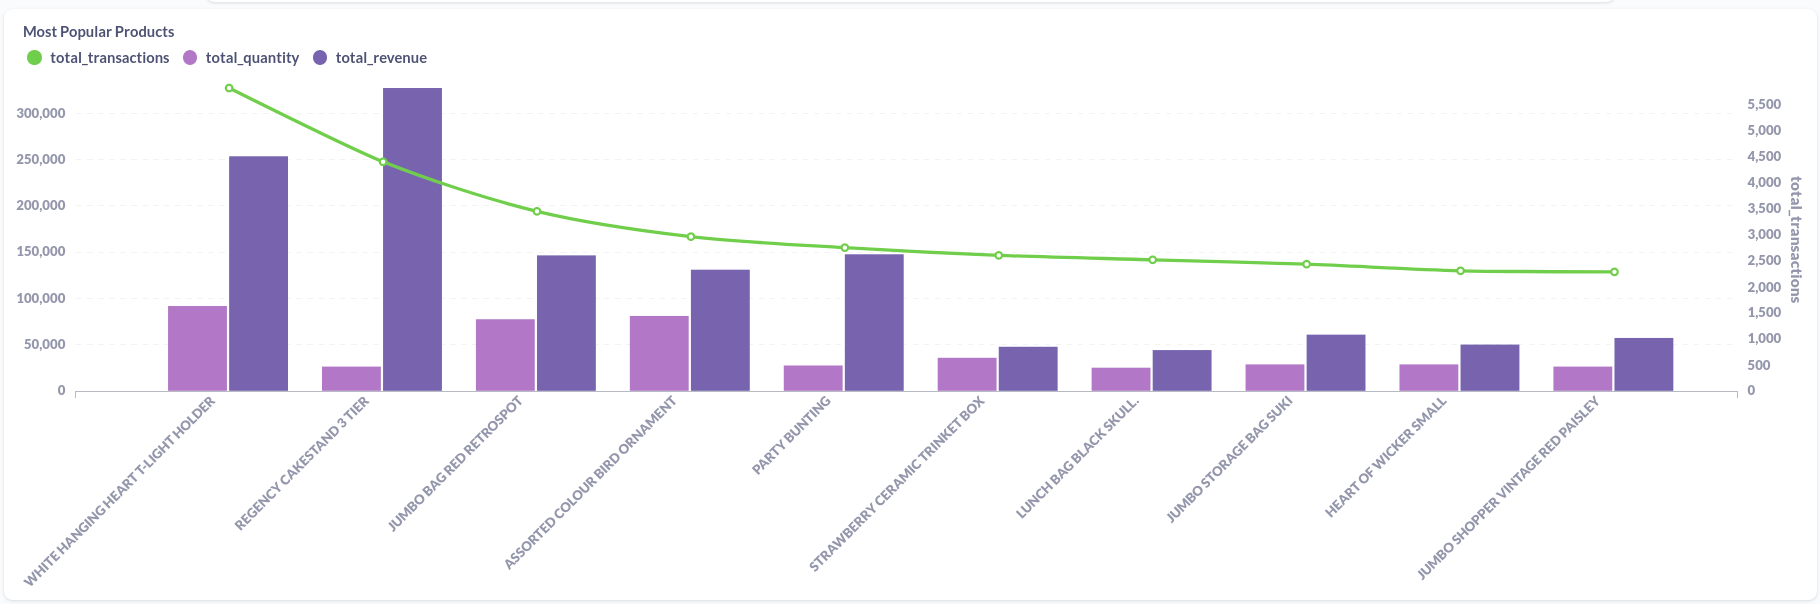 Most Popular Products
total_transactions total_quantity total_revenue
300,000
250,000
200,000
150,000
100,000
50,000
0
5,500
5,000
4,500
4,000
3,500
3,000
2,500
2,000
1,500
1,000
500
0
total_transactions
WHITE HANGING HEART T-LIGHT HOLDER
REGENCY CAKESTAND 3 TIER
JUMBO BAG RED RETROSPOT
ASSORTED COLOUR BIRD ORNAMENT
PARTY BUNTING
STRAWBERRY CERAMIC TRINKET BOX
LUNCH BAG BLACK SKULL.
JUMBO STORAGE BAG SUKI
HEART OF WICKER SMALL
JUMBO SHOPPER VINTAGE RED PAISLEY